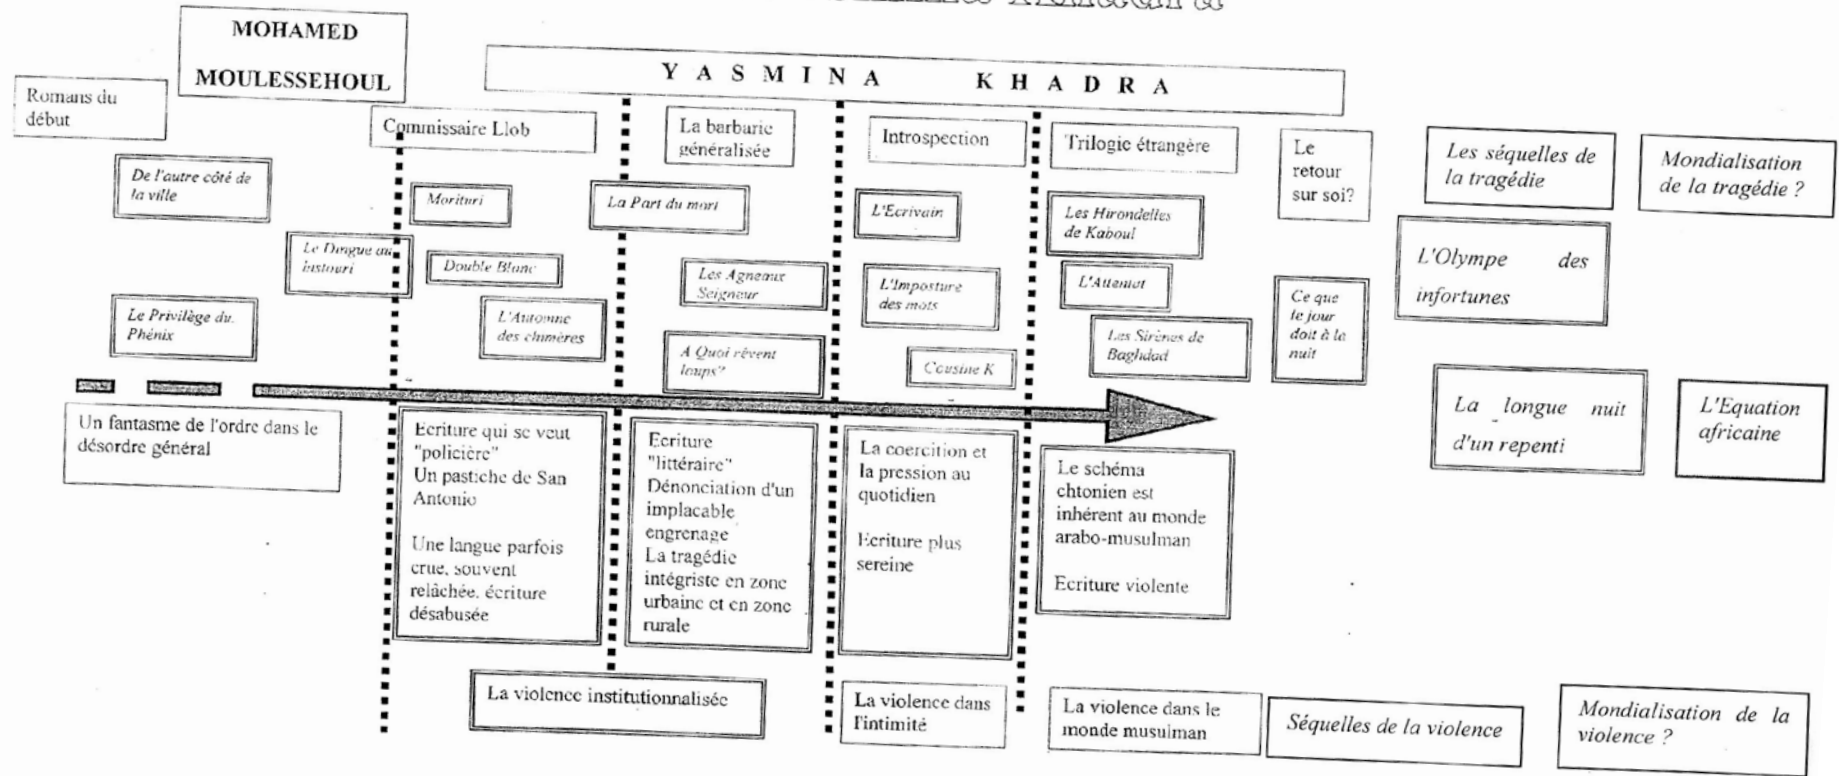 MOHAMED
MOULESSEHOUL
YASMINA KHADRA
Romans du
début
Commissaire Llob
La barbarie
généralisée
Introspection
Trilogie étrangère
Le
retour
sur soi?
Les séquelles de
la tragédie
Mondialisation
de la tragédie ?
De l'autre côté de
la ville
Morituri
La Part du mort
L'Ecrivain
Les Hirondelles
de Kaboul
L'Olympe des
infortunes
Le Dingue au
bistouri
Double Blanc
Les Agneaux
Seigneur
L'Imposture
des mots
L'Attentat
Ce que
le jour
doit à la
nuit
Le Privilège du
Phénix
L'Automne
des chimères
A Quoi rêvent
loups?
Cousine K
Les Sirènes de
Baghdad
La longue nuit
d'un repenti
L'Equation
africaine
Un fantasme de l'ordre dans le
désordre général
Ecriture qui se veut
"policière"
Un pastiche de San
Antonio
Une langue parfois
crue, souvent
relâchée, écriture
désabusée
Ecriture
"littéraire"
Dénonciation d'un
implacable
engrenage
La tragédie
intégriste en zone
urbaine et en zone
rurale
La coercition et
la pression au
quotidien
Ecriture plus
sereine
Le schéma
chtonien est
inhérent au monde
arabo-musulman
Ecriture violente
La violence institutionnalisée
La violence dans
l'intimité
La violence dans le
monde musulman
Séquelles de la violence
Mondialisation de la
violence ?